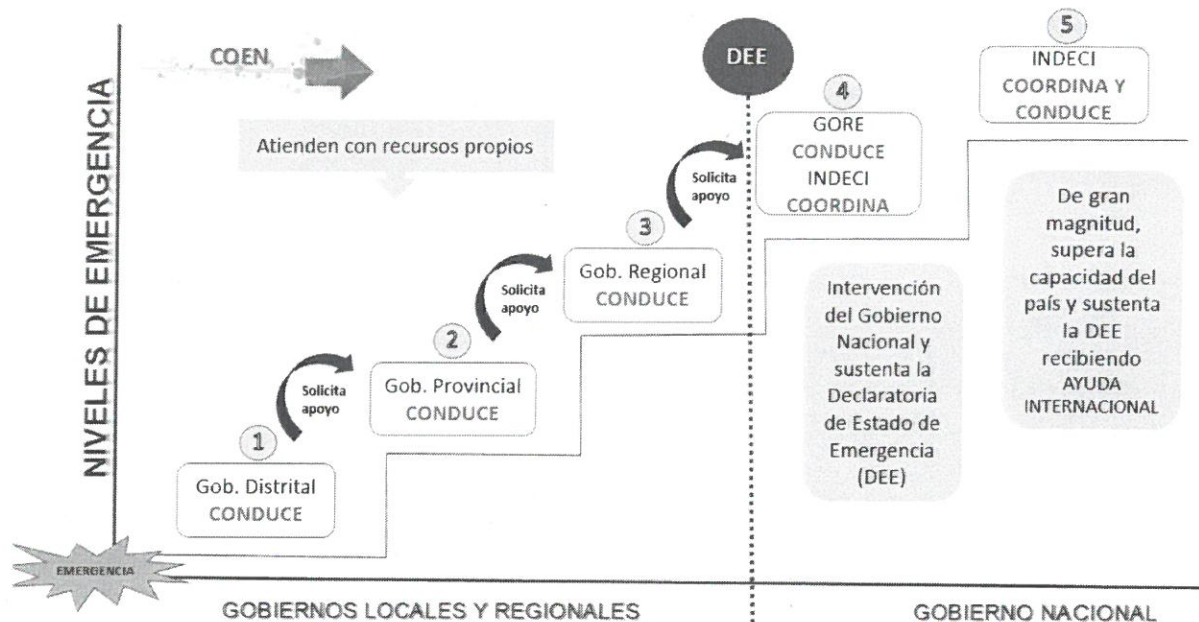 NIVELES DE EMERGENCIA
COEN
Atienden con recursos propios
DEE
5
INDECI
COORDINA Y
CONDUCE
4
GORE
CONDUCE
INDECI
COORDINA
Solicita
apoyo
3
Gob. Regional
CONDUCE
Solicita
apoyo
2
Gob. Provincial
CONDUCE
Solicita
apoyo
1
Gob. Distrital
CONDUCE
Intervención
del Gobierno
Nacional y
sustenta la
Declaratoria
de Estado de
Emergencia
(DEE)
De gran
magnitud,
supera la
capacidad del
país y sustenta
la DEE
recibiendo
AYUDA
INTERNACIONAL
EMERGENCIA
GOBIERNOS LOCALES Y REGIONALES
GOBIERNO NACIONAL